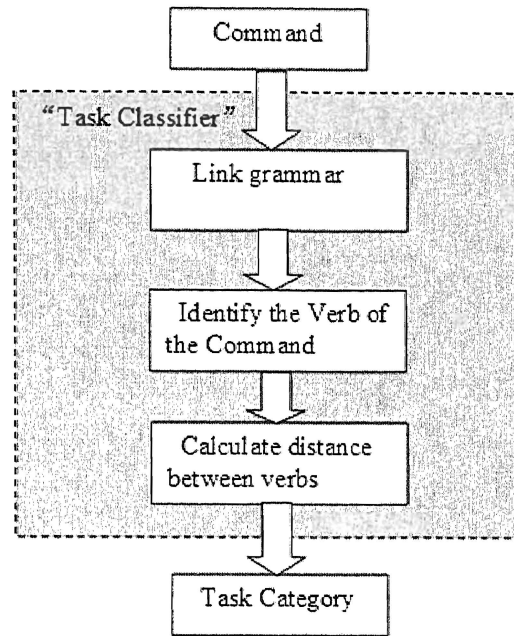 Command
“Task Classifier”
Link grammar
Identify the Verb of
the Command
Calculate distance
between verbs
Task Category